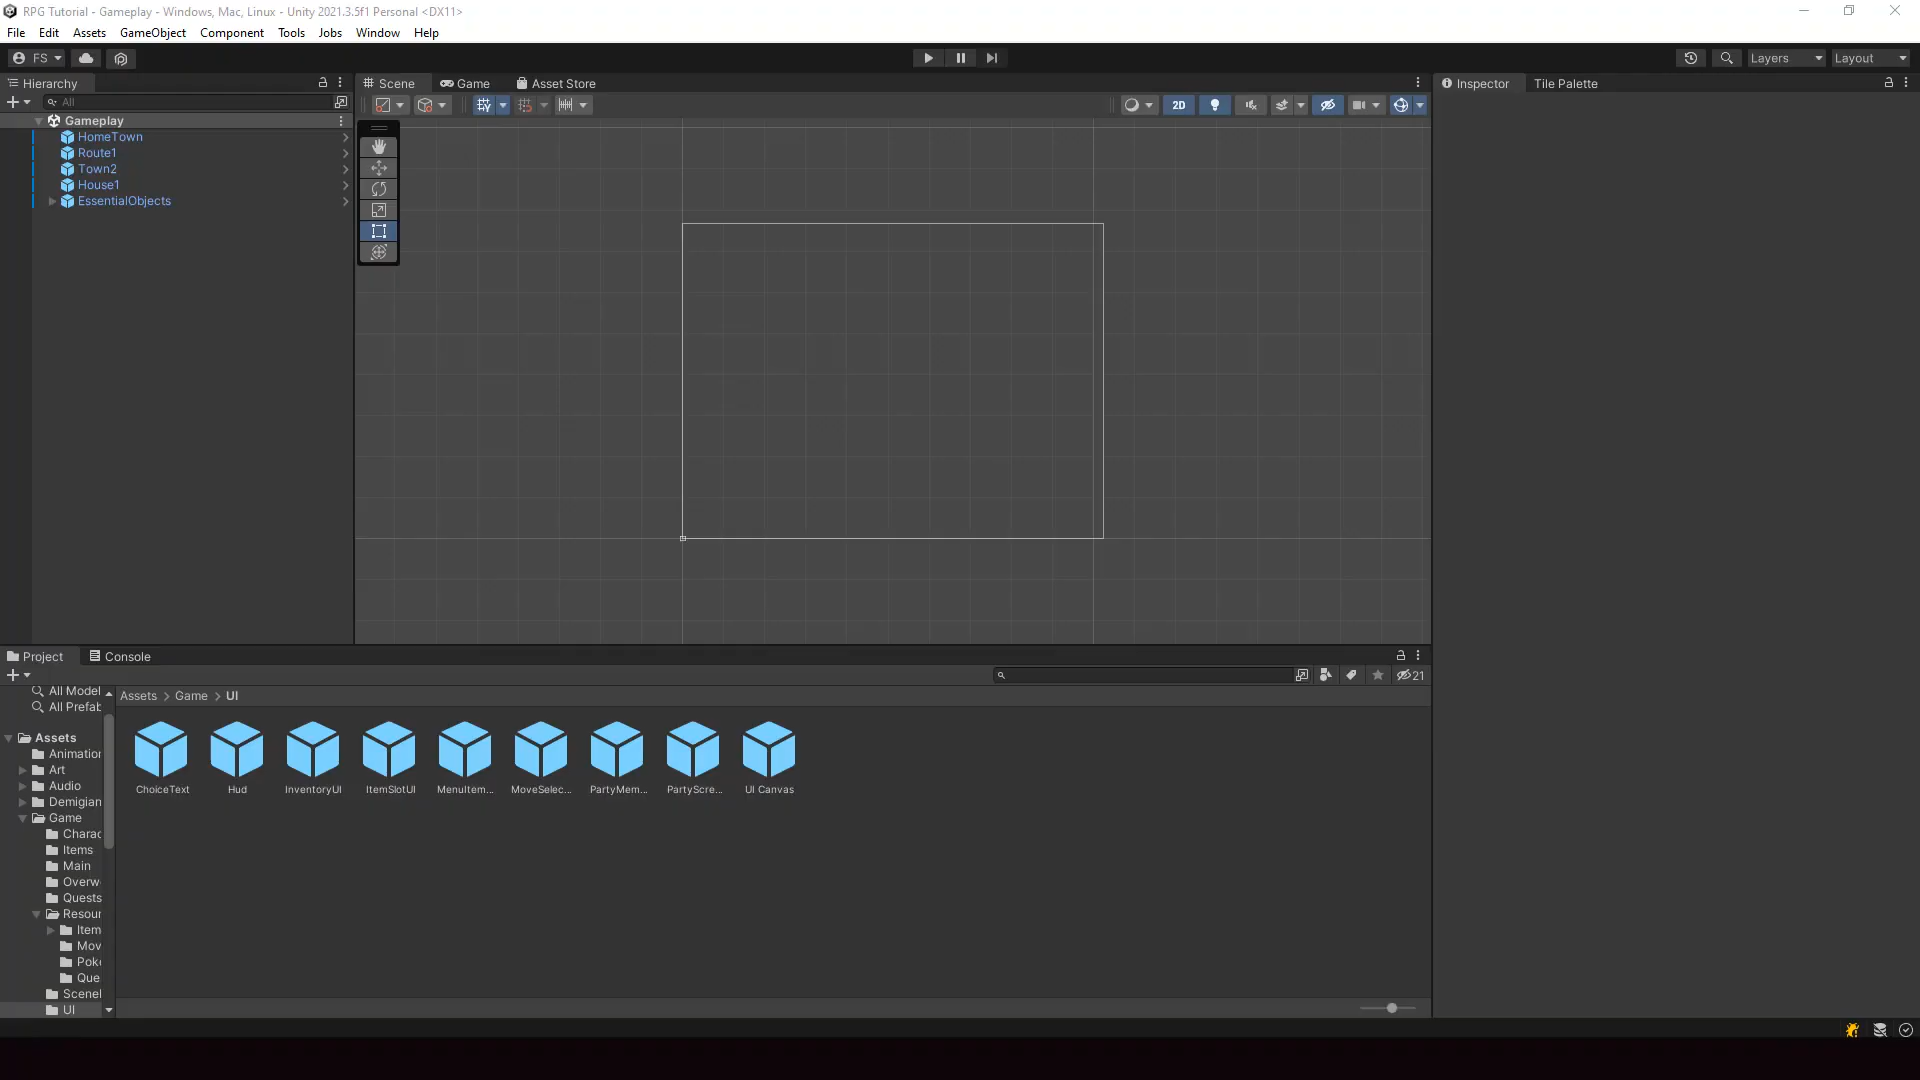 RPG Tutorial - Gameplay - Windows, Mac, Linux - Unity 2021.3.5f1 Personal <DX11>
File Edit Assets GameObject Component Tools Jobs Window Help
FS Layers Layout
Hierarchy Scene Game Asset Store Inspector Tile Palette
All 2D
Gameplay
HomeTown
Route1
Town2
House1
EssentialObjects
Project Console
21
All Model
All Prefab
Assets > Game > UI
Assets
Animation
Art
Audio
Demigian
Game
Charac
Items
Main
Overw
Quests
Resour
Item
Mov
Poke
Que
Scenel
UI
ChoiceText Hud InventoryUI ItemSlotUI MenuItem... MoveSelec... PartyMem... PartyScre... UI Canvas